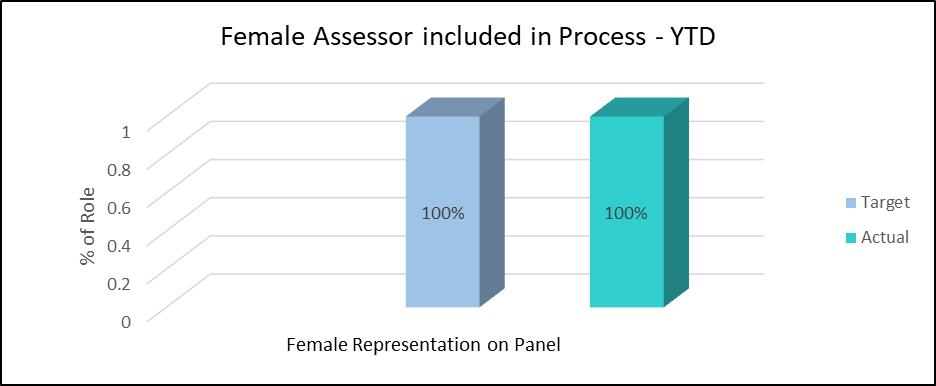 Female Assessor included in Process - YTD
% of Role
1
0.8
0.6
0.4
0.2
0
100%
100%
Target
Actual
Female Representation on Panel